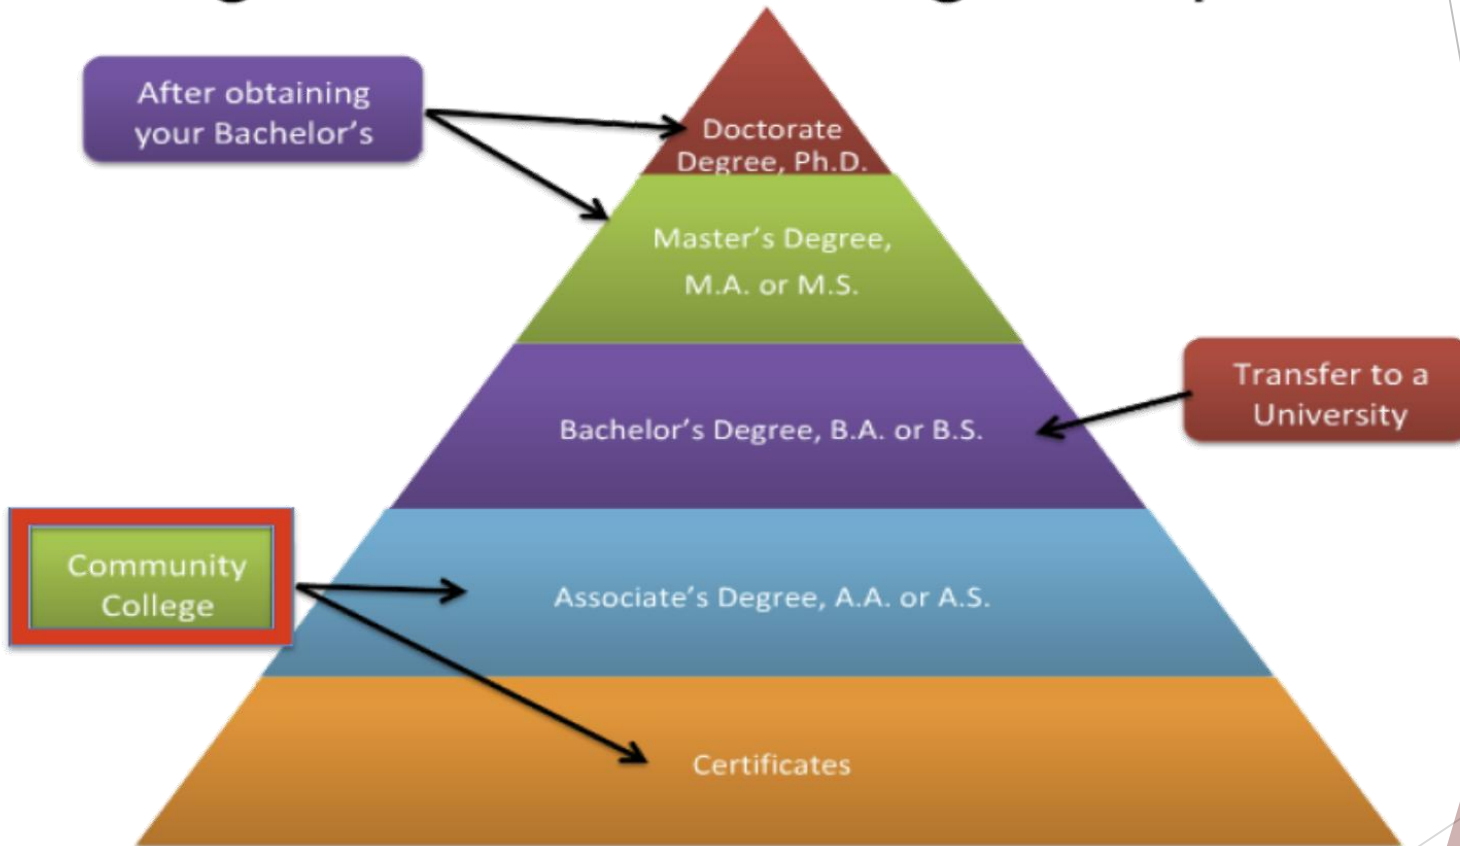 After obtaining
your Bachelor's
Doctorate
Degree, Ph.D.
Master's Degree,
M.A. or M.S.
Transfer to a
University
Bachelor's Degree, B.A. or B.S.
Community
College
Associate's Degree, A.A. or A.S.
Certificates